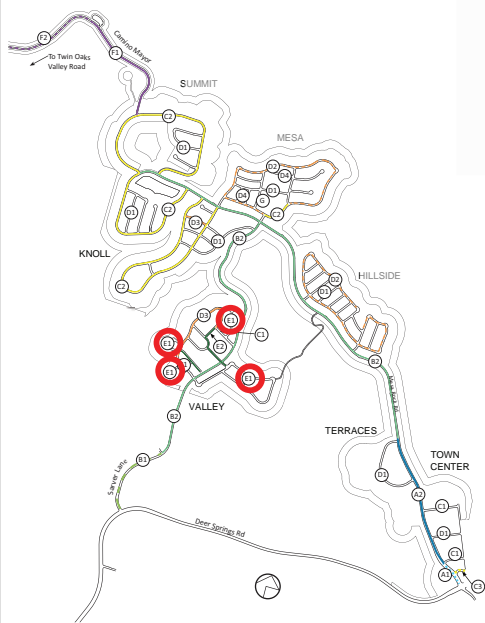 F2
F1
Camino Mayor
To Twin Oaks
Valley Road
SUMMIT
C2
D1
MESA
D2
D4
D1
D4
G
C2
D1
C2
D3
D1
B2
KNOLL
C2
HILLSIDE
D2
D1
D3
E1
C1
E1
E2
E1
E1
B2
VALLEY
B2
TERRACES
TOWN
CENTER
B1
Sarver Lane
D1
A2
C1
D1
C1
A1
C3
Deer Springs Rd